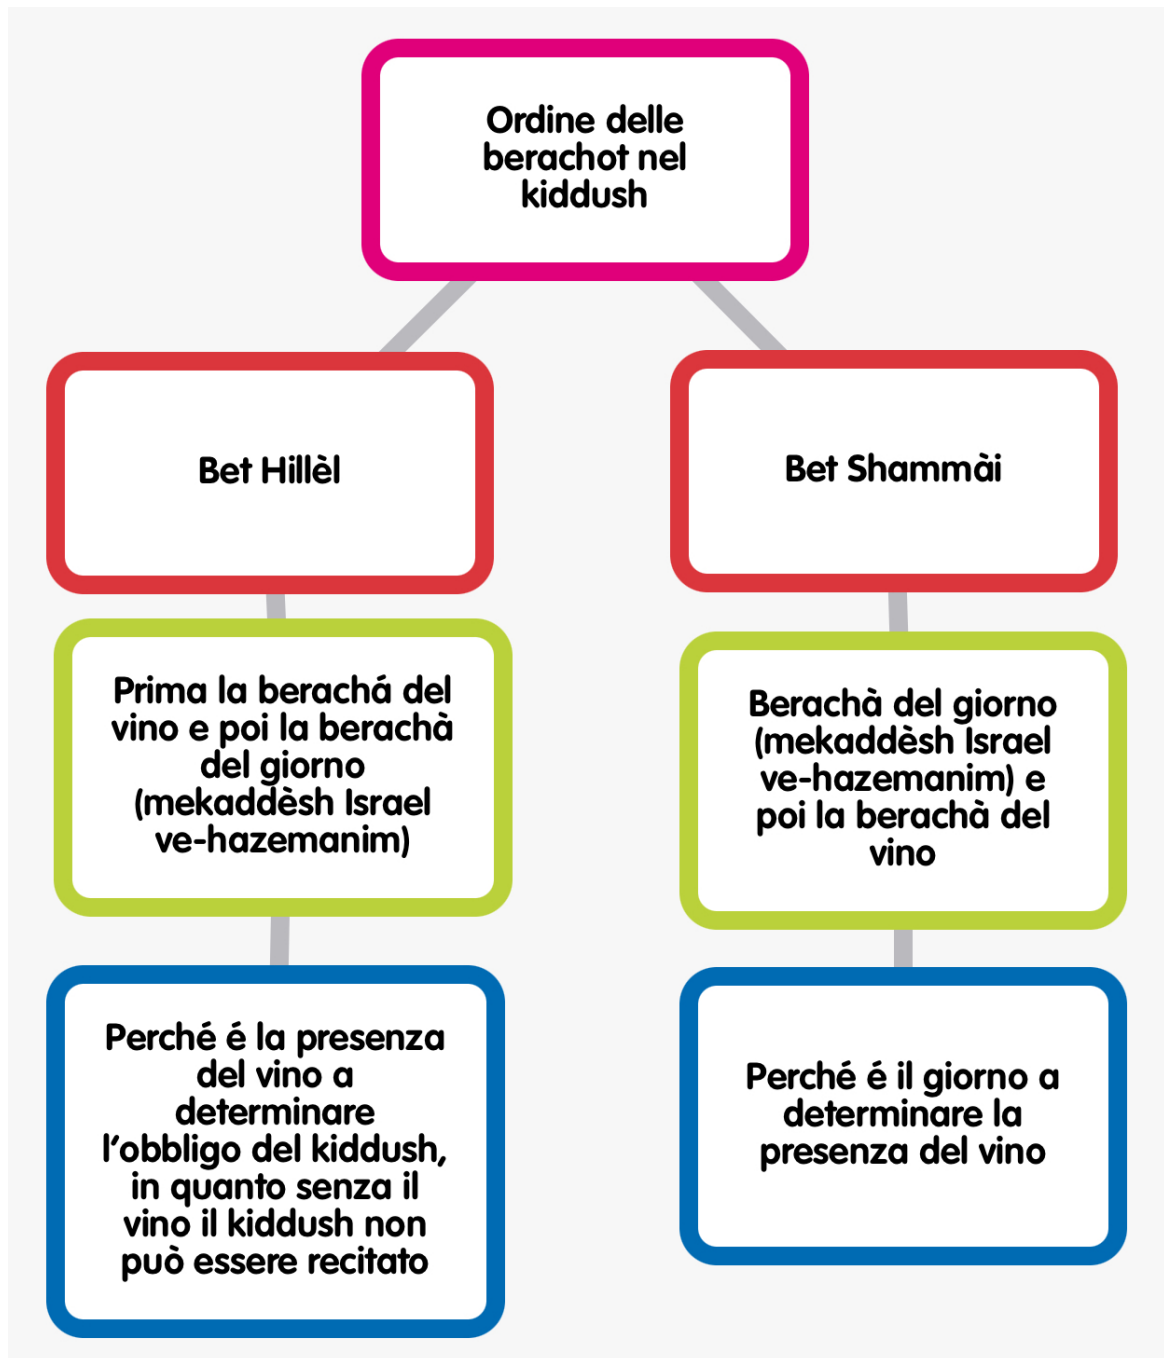 Ordine delle
berachot nel
kiddush
Bet Hillèl
Bet Shammài
Prima la berachá del
vino e poi la berachà
del giorno
(mekaddèsh Israel
ve-hazemanim)
Berachà del giorno
(mekaddèsh Israel
ve-hazemanim) e
poi la berachà del
vino
Perché é la presenza
del vino a
determinare
l’obbligo del kiddush,
in quanto senza il
vino il kiddush non
può essere recitato
Perché é il giorno a
determinare la
presenza del vino